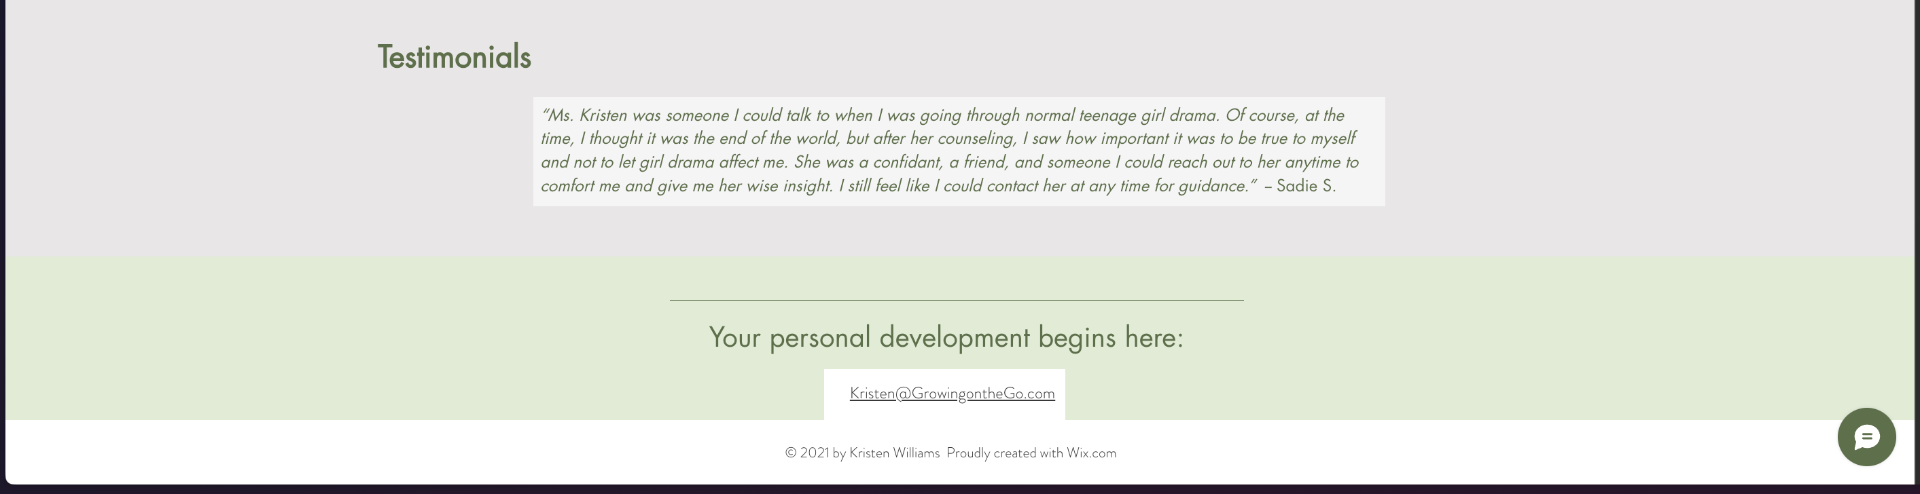 Testimonials
“Ms. Kristen was someone I could talk to when I was going through normal teenage girl drama. Of course, at the
time, I thought it was the end of the world, but after her counseling, I saw how important it was to be true to myself
and not to let girl drama affect me. She was a confidant, a friend, and someone I could reach out to her anytime to
comfort me and give me her wise insight. I still feel like I could contact her at any time for guidance.” – Sadie S.
Your personal development begins here:
Kristen@GrowingontheGo.com
© 2021 by Kristen Williams  Proudly created with Wix.com